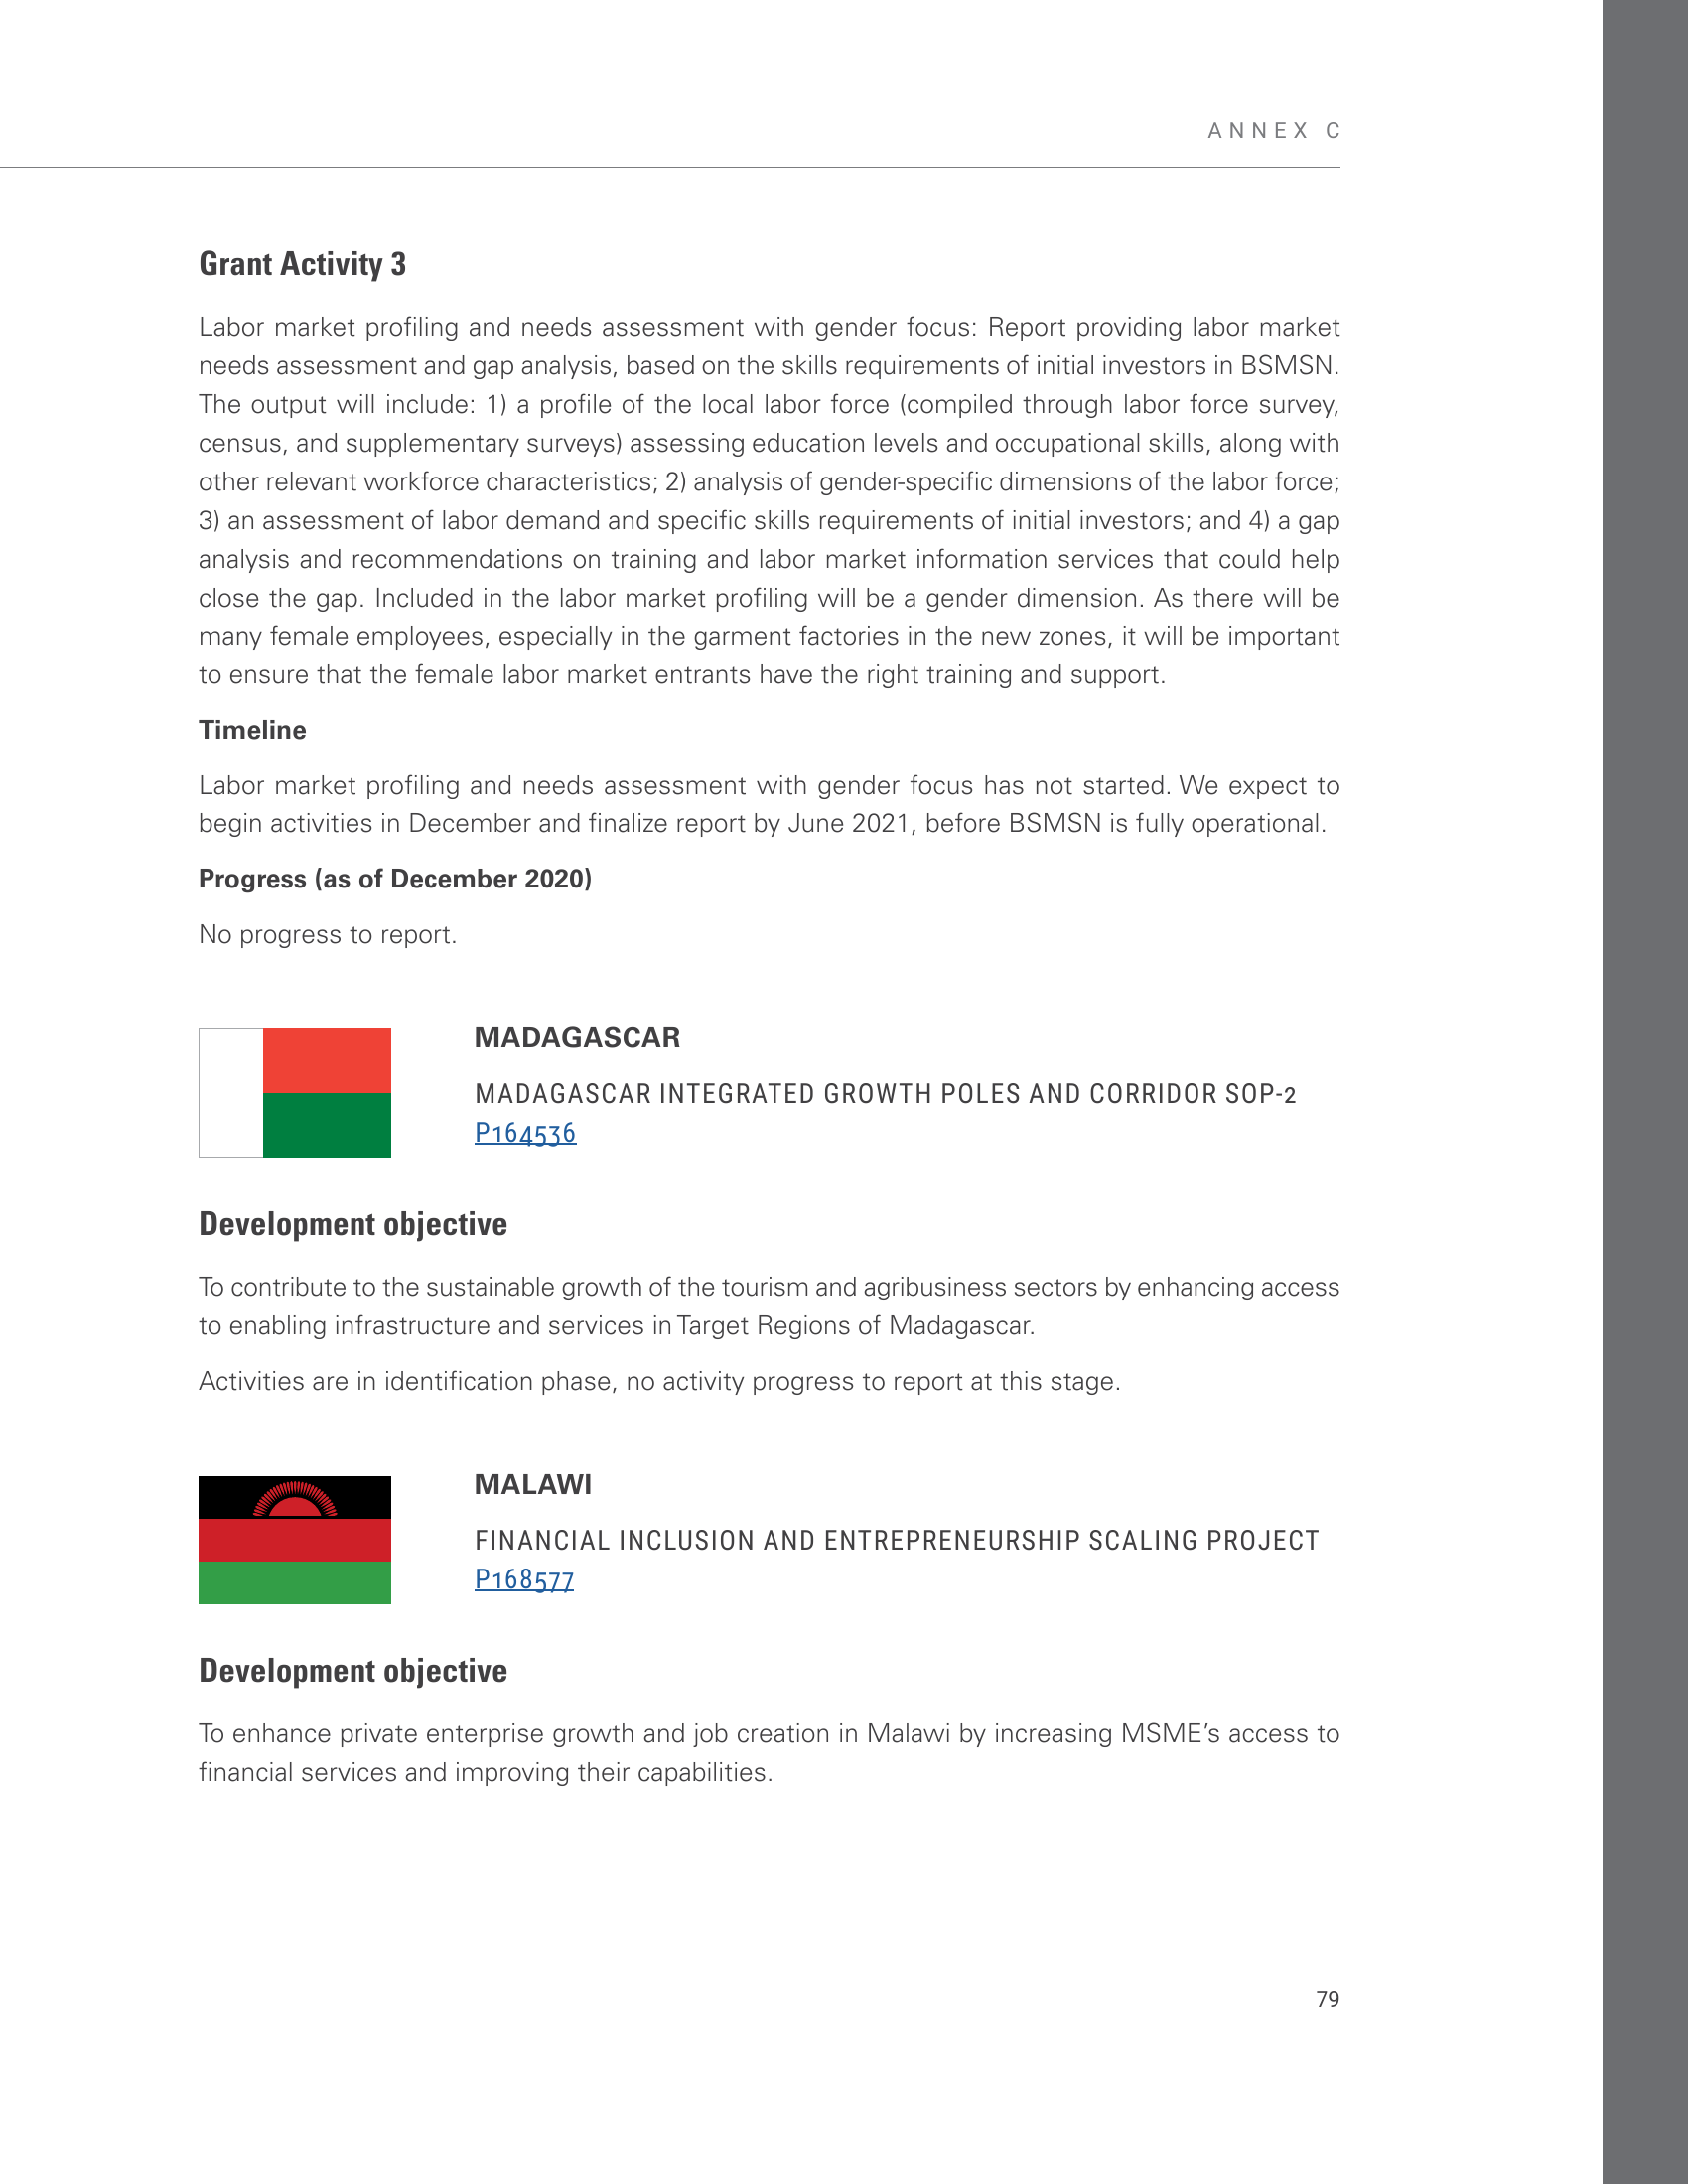 ANNEX C
Grant Activity 3
Labor market profiling and needs assessment with gender focus: Report providing labor market
needs assessment and gap analysis, based on the skills requirements of initial investors in BSMSN.
The output will include: 1) a profile of the local labor force (compiled through labor force survey,
census, and supplementary surveys) assessing education levels and occupational skills, along with
other relevant workforce characteristics; 2) analysis of gender-specific dimensions of the labor force;
3) an assessment of labor demand and specific skills requirements of initial investors; and 4) a gap
analysis and recommendations on training and labor market information services that could help
close the gap. Included in the labor market profiling will be a gender dimension. As there will be
many female employees, especially in the garment factories in the new zones, it will be important
to ensure that the female labor market entrants have the right training and support.
Timeline
Labor market profiling and needs assessment with gender focus has not started. We expect to
begin activities in December and finalize report by June 2021, before BSMSN is fully operational.
Progress (as of December 2020)
No progress to report.
MADAGASCAR
MADAGASCAR INTEGRATED GROWTH POLES AND CORRIDOR SOP-2
P164536
Development objective
To contribute to the sustainable growth of the tourism and agribusiness sectors by enhancing access
to enabling infrastructure and services in Target Regions of Madagascar.
Activities are in identification phase, no activity progress to report at this stage.
MALAWI
FINANCIAL INCLUSION AND ENTREPRENEURSHIP SCALING PROJECT
P168577
Development objective
To enhance private enterprise growth and job creation in Malawi by increasing MSME’s access to
financial services and improving their capabilities.
79